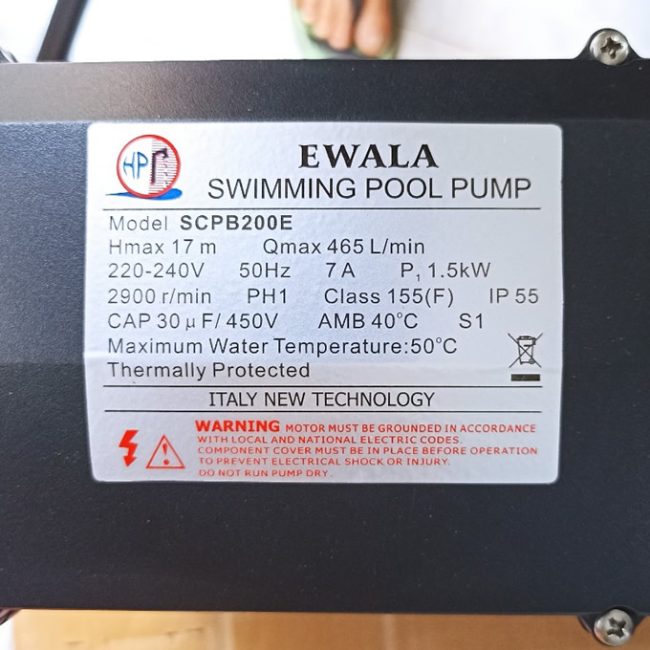 HP
EWALA
SWIMMING POOL PUMP
Model SCPB200E
Hmax 17 m Qmax 465 L/min
220-240V 50Hz 7A P₁ 1.5kW
2900 r/min PH1 Class 155(F) IP 55
CAP 30 μF/ 450V AMB 40°C S1
Maximum Water Temperature:50°C
Thermally Protected
ITALY NEW TECHNOLOGY
WARNING MOTOR MUST BE GROUNDED IN ACCORDANCE
WITH LOCAL AND NATIONAL ELECTRIC CODES.
COMPONENT COVER MUST BE IN PLACE BEFORE OPERATION
TO PREVENT ELECTRICAL SHOCK OR INJURY.
DO NOT RUN PUMP DRY.